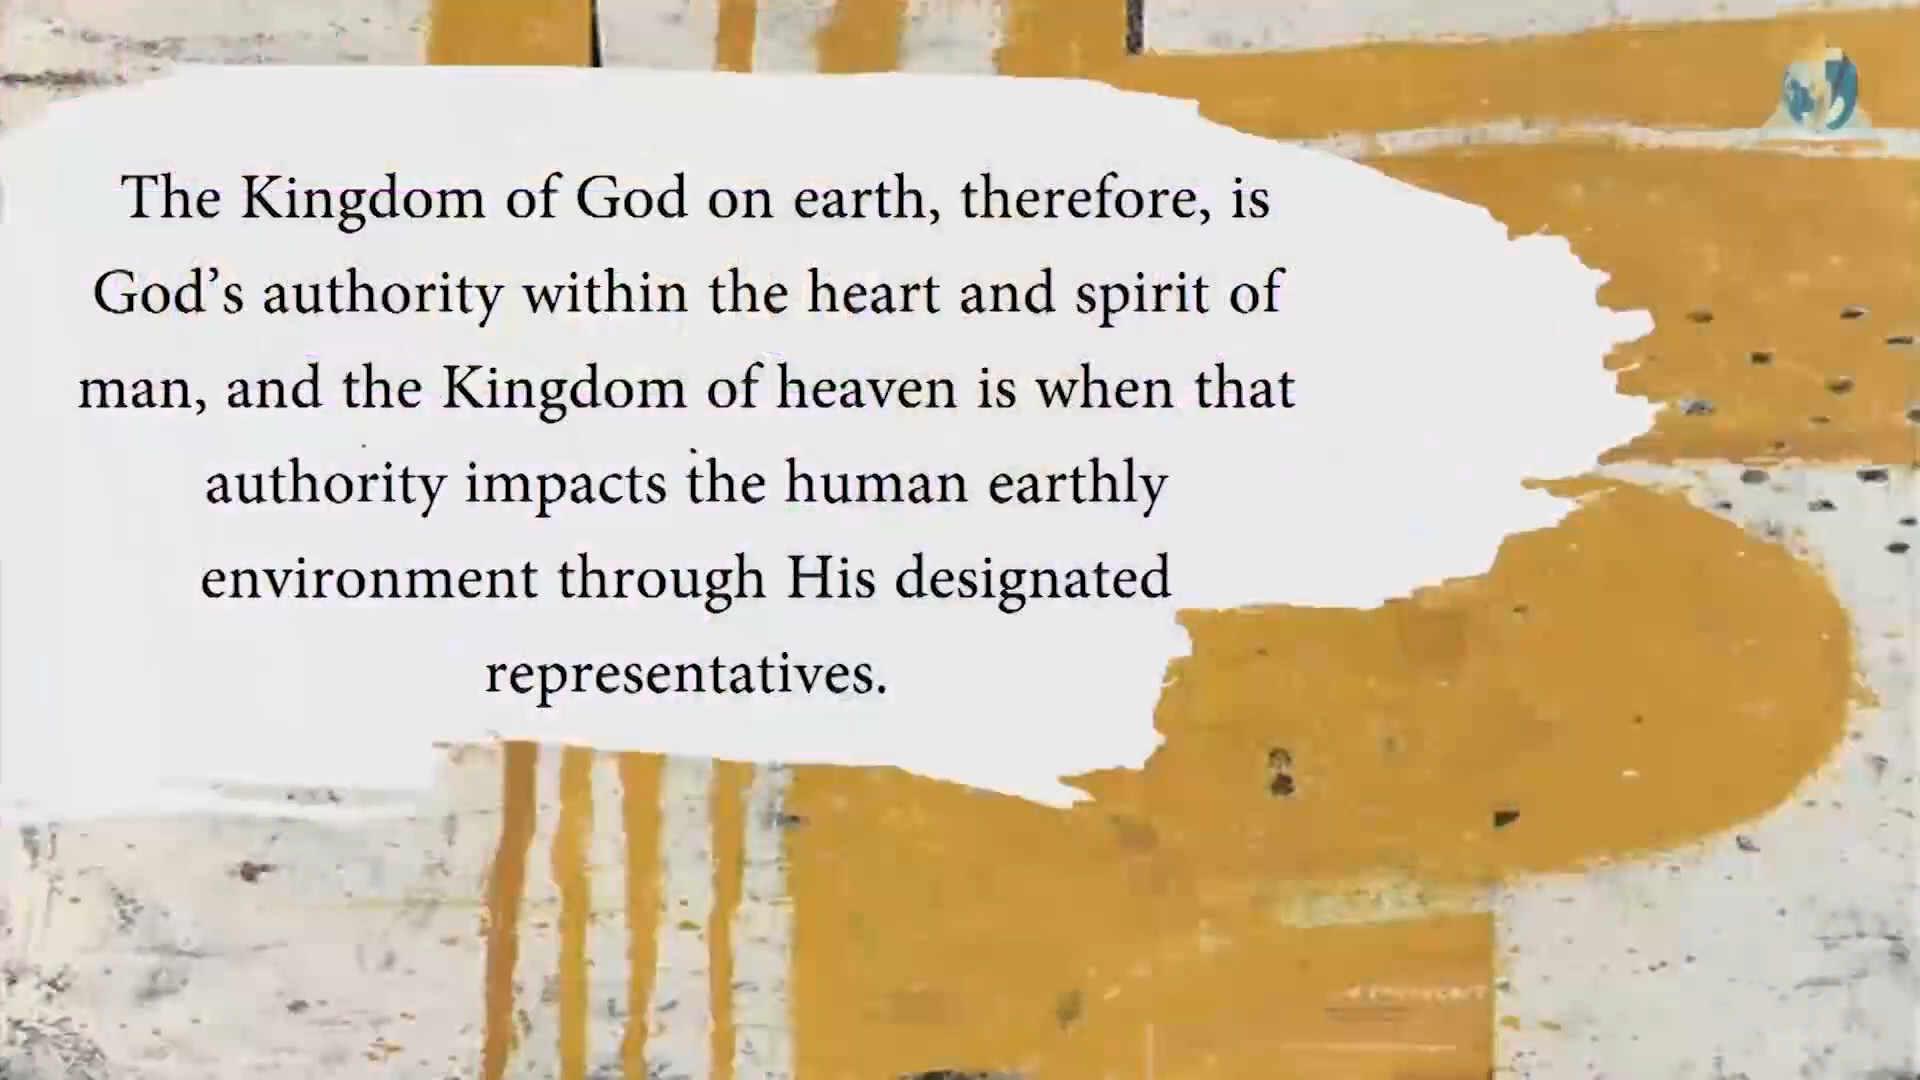 The Kingdom of God on earth, therefore, is
God’s authority within the heart and spirit of
man, and the Kingdom of heaven is when that
authority impacts the human earthly
environment through His designated
representatives.